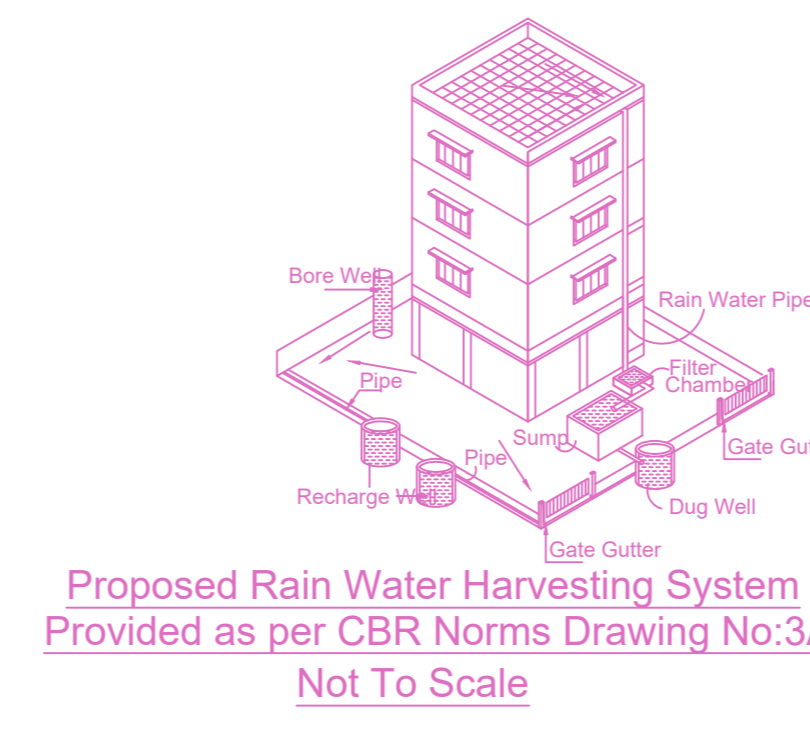 Bore Well
Rain Water Pipe
Filter
Chamber
Pipe
Sump
Pipe
Gate Gut
Recharge Well
Dug Well
Gate Gutter
Proposed Rain Water Harvesting System
Provided as per CBR Norms Drawing No:3/
Not To Scale